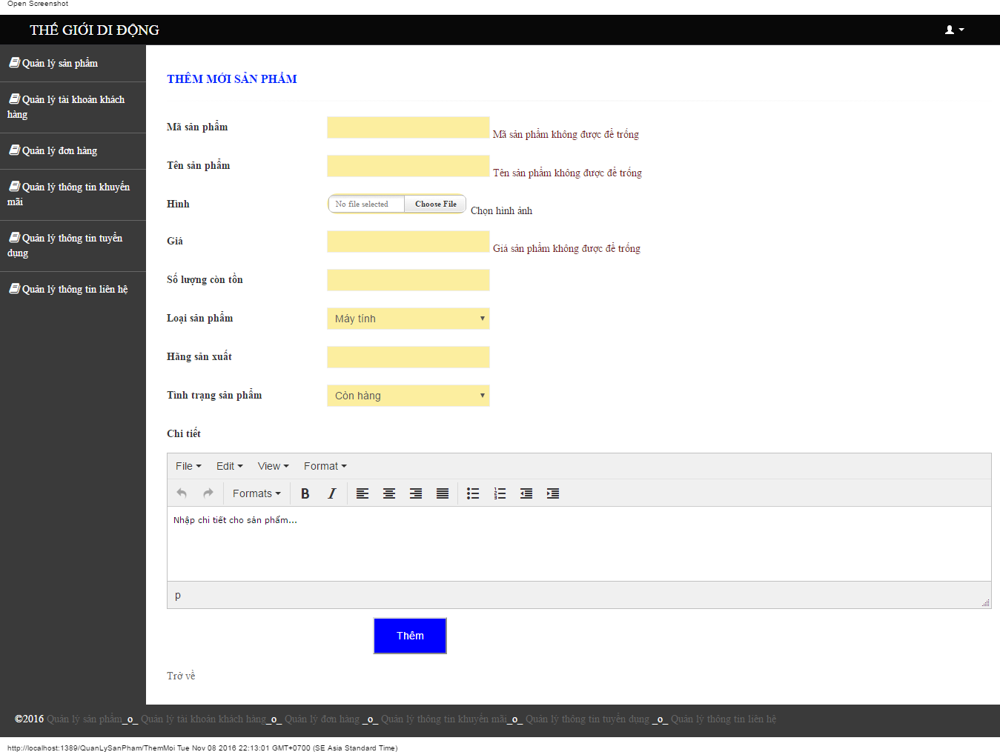 Open Screenshot
THẾ GIỚI DI ĐỘNG
Quản lý sản phẩm
Quản lý tài khoản khách
hàng
Quản lý đơn hàng
Quản lý thông tin khuyến
mãi
Quản lý thông tin tuyển
dụng
Quản lý thông tin liên hệ
THÊM MỚI SẢN PHẨM
Mã sản phẩm
Mã sản phẩm không được để trống
Tên sản phẩm
Tên sản phẩm không được để trống
Hình
No file selected Choose File Chọn hình ảnh
Giá
Giá sản phẩm không được để trống
Số lượng còn tồn
Loại sản phẩm Máy tính
Hãng sản xuất
Tình trạng sản phẩm Còn hàng
Chi tiết
File Edit View Format
Formats B I
Nhập chi tiết cho sản phẩm...
p
Thêm
Trở về
©2016 Quản lý sản phẩm_o_ Quản lý tài khoản khách hàng_o_ Quản lý đơn hàng _o_ Quản lý thông tin khuyến mãi_o_ Quản lý thông tin tuyển dụng _o_ Quản lý thông tin liên hệ
http://localhost:1389/QuanLySanPham/ThemMoi Tue Nov 08 2016 22:13:01 GMT+0700 (SE Asia Standard Time)